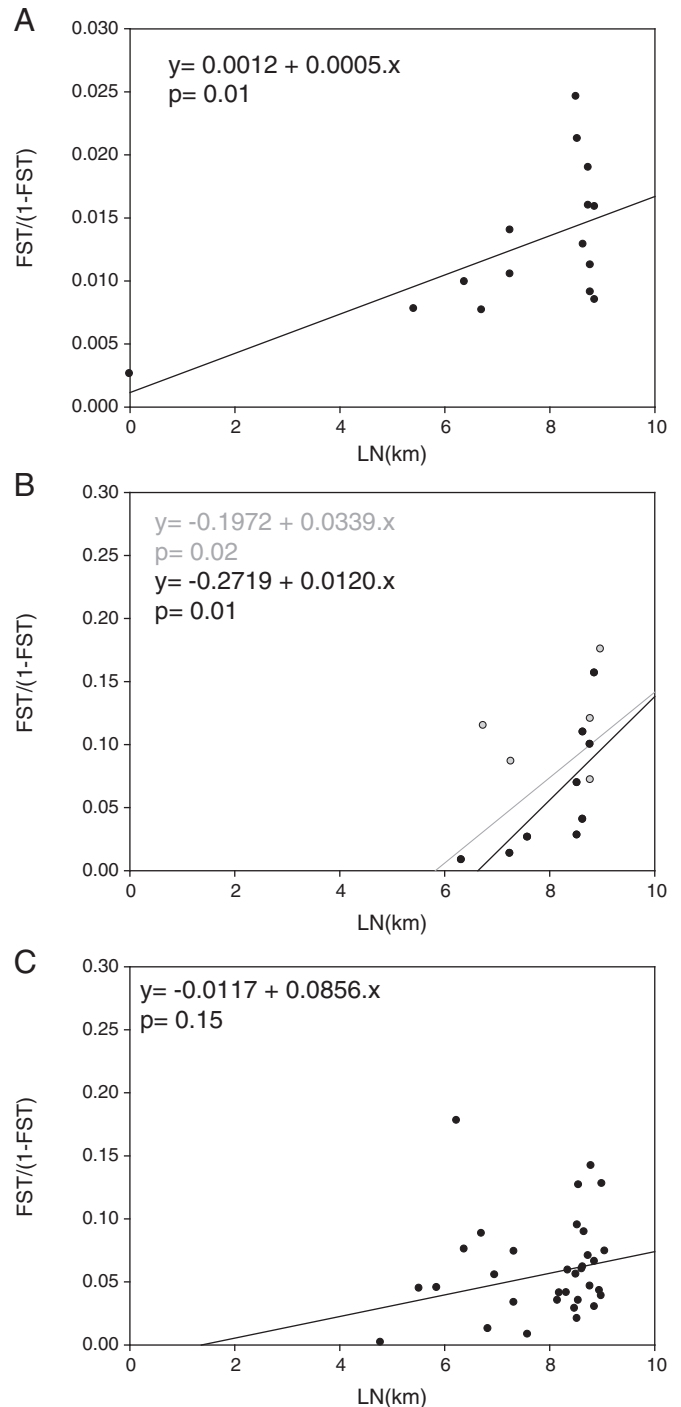 A
0.030
y= 0.0012 + 0.0005.x
p= 0.01
0.025
0.020
FST/(1-FST)
0.015
0.010
0.005
0.000
0 2 4 6 8 10
LN(km)
B
0.30
y= -0.1972 + 0.0339.x
p= 0.02
y= -0.2719 + 0.0120.x
p= 0.01
0.25
0.20
FST/(1-FST)
0.15
0.10
0.05
0.00
0 2 4 6 8 10
LN(km)
C
0.30
y= -0.0117 + 0.0856.x
p= 0.15
0.25
0.20
FST/(1-FST)
0.15
0.10
0.05
0.00
0 2 4 6 8 10
LN(km)